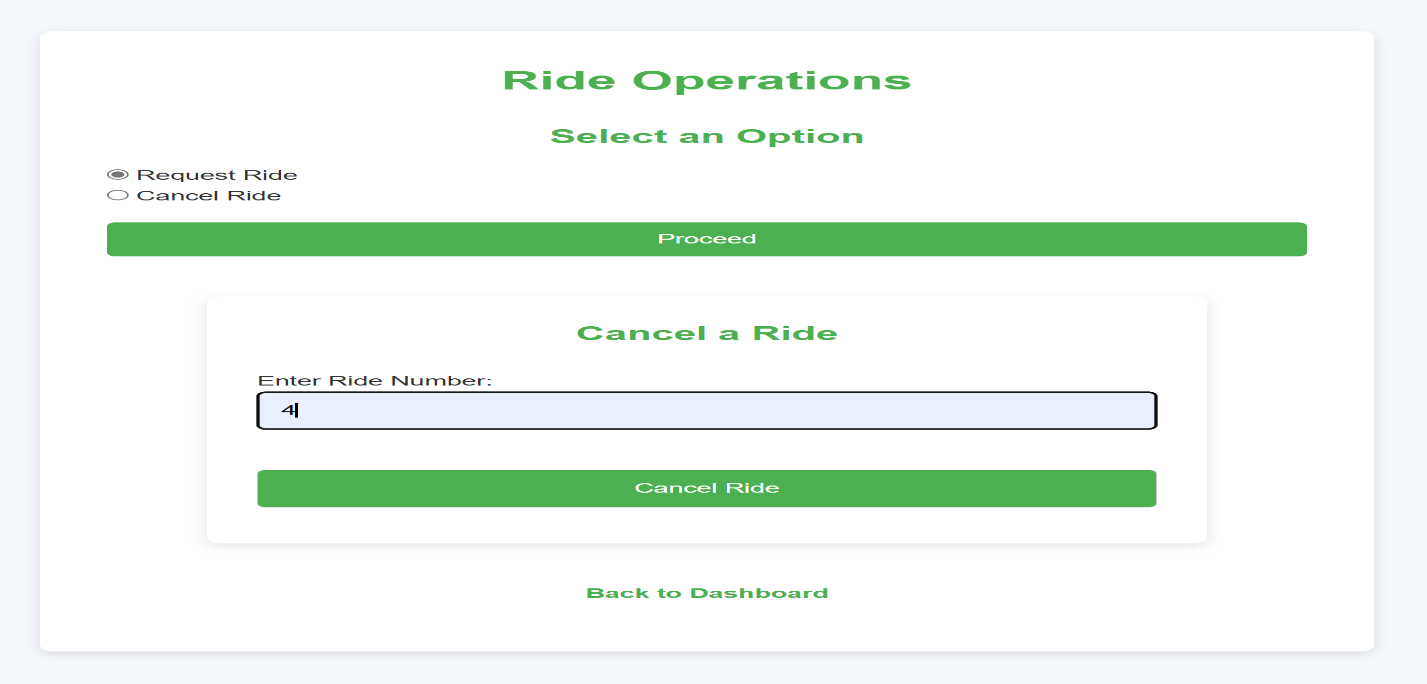 Ride Operations
Select an Option
Request Ride
Cancel Ride
Proceed
Cancel a Ride
Enter Ride Number:
4
Cancel Ride
Back to Dashboard